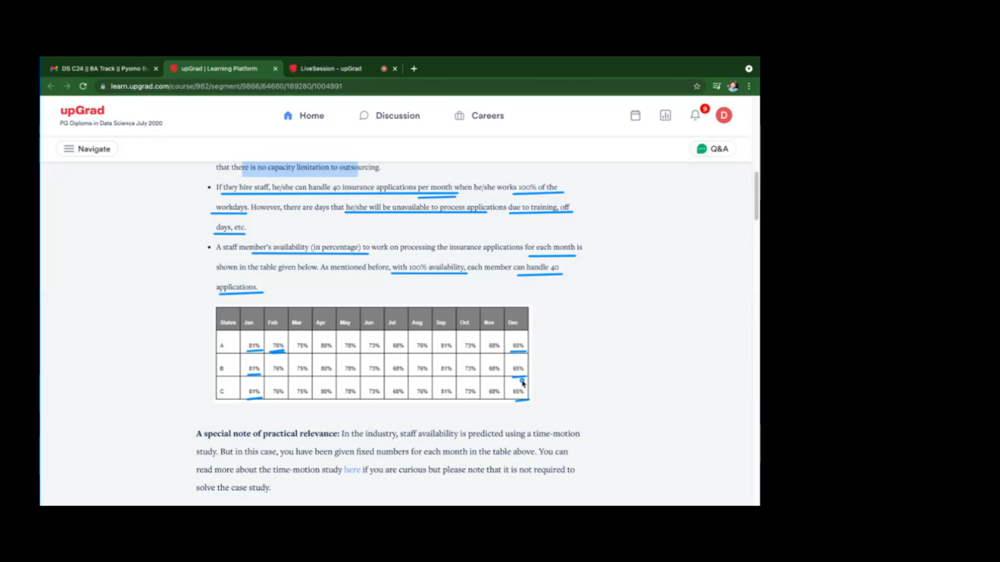 DS C24 || BA Track || Pyomo B
upGrad | Learning Platform
LiveSession - upGrad
learn.upgrad.com/course/982/segment/9866/64660/189280/1004991
upGrad
PG Diploma in Data Science July 2020
Home
Discussion
Careers
9
D
Navigate
Q&A
that there is no capacity limitation to outsourcing.
• If they hire staff, he/she can handle 40 insurance applications per month when he/she works 100% of the
workdays. However, there are days that he/she will be unavailable to process applications due to training, off
days, etc.
• A staff member's availability (in percentage) to work on processing the insurance applications for each month is
shown in the table given below. As mentioned before, with 100% availability, each member can handle 40
applications.
States Jan Feb Mar Apr May Jun Jul Aug Sep Oct Nov Dec
A 81% 76% 75% 80% 78% 73% 68% 76% 81% 73% 68% 65%
B 81% 76% 75% 80% 78% 73% 68% 76% 81% 73% 68% 65%
C 81% 76% 75% 80% 78% 73% 68% 76% 81% 73% 68% 65%
A special note of practical relevance: In the industry, staff availability is predicted using a time-motion
study. But in this case, you have been given fixed numbers for each month in the table above. You can
read more about the time-motion study here if you are curious but please note that it is not required to
solve the case study.